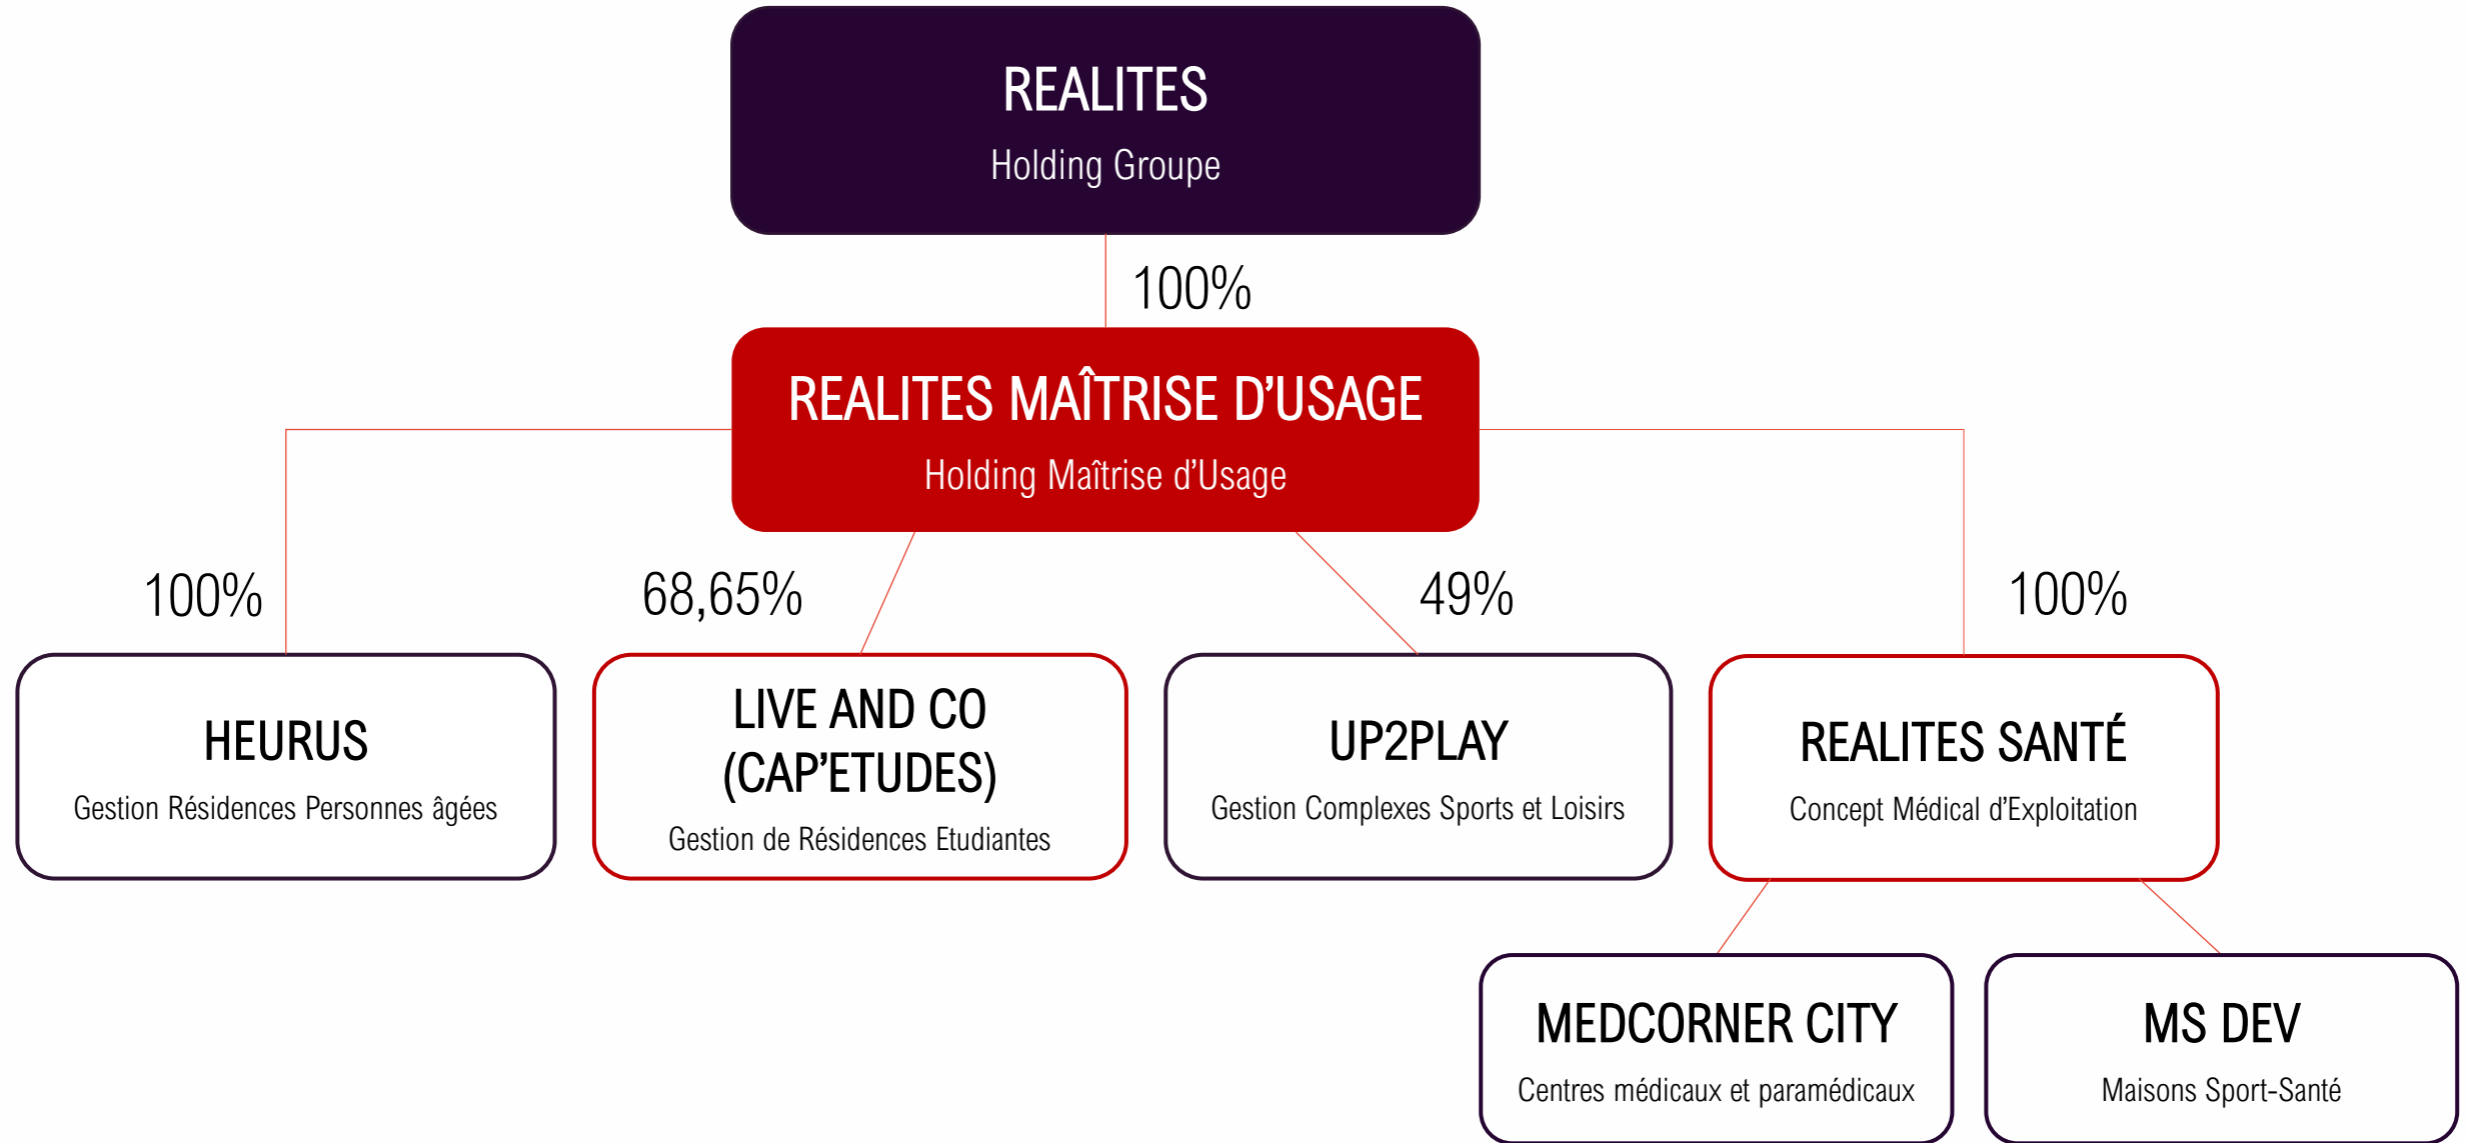 REALITES
Holding Groupe
100%
REALITES MAÎTRISE D’USAGE
Holding Maîtrise d’Usage
100%
68,65%
49%
100%
HEURUS
Gestion Résidences Personnes âgées
LIVE AND CO
(CAP’ETUDES)
Gestion de Résidences Etudiantes
UP2PLAY
Gestion Complexes Sports et Loisirs
REALITES SANTÉ
Concept Médical d’Exploitation
MEDCORNER CITY
Centres médicaux et paramédicaux
MS DEV
Maisons Sport-Santé